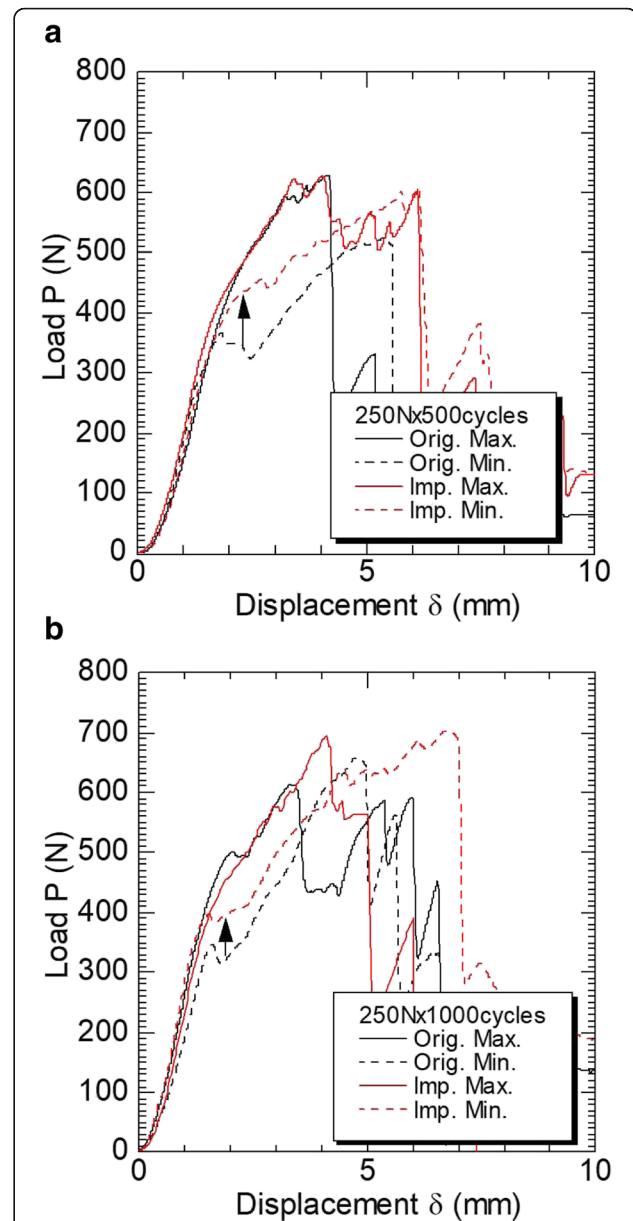 a
800
700
600
500
400
300
200
100
0
Load P (N)
250Nx500cycles
Orig. Max.
Orig. Min.
Imp. Max.
Imp. Min.
0
5
10
Displacement δ (mm)
b
800
700
600
500
400
300
200
100
0
Load P (N)
250Nx1000cycles
Orig. Max.
Orig. Min.
Imp. Max.
Imp. Min.
0
5
10
Displacement δ (mm)